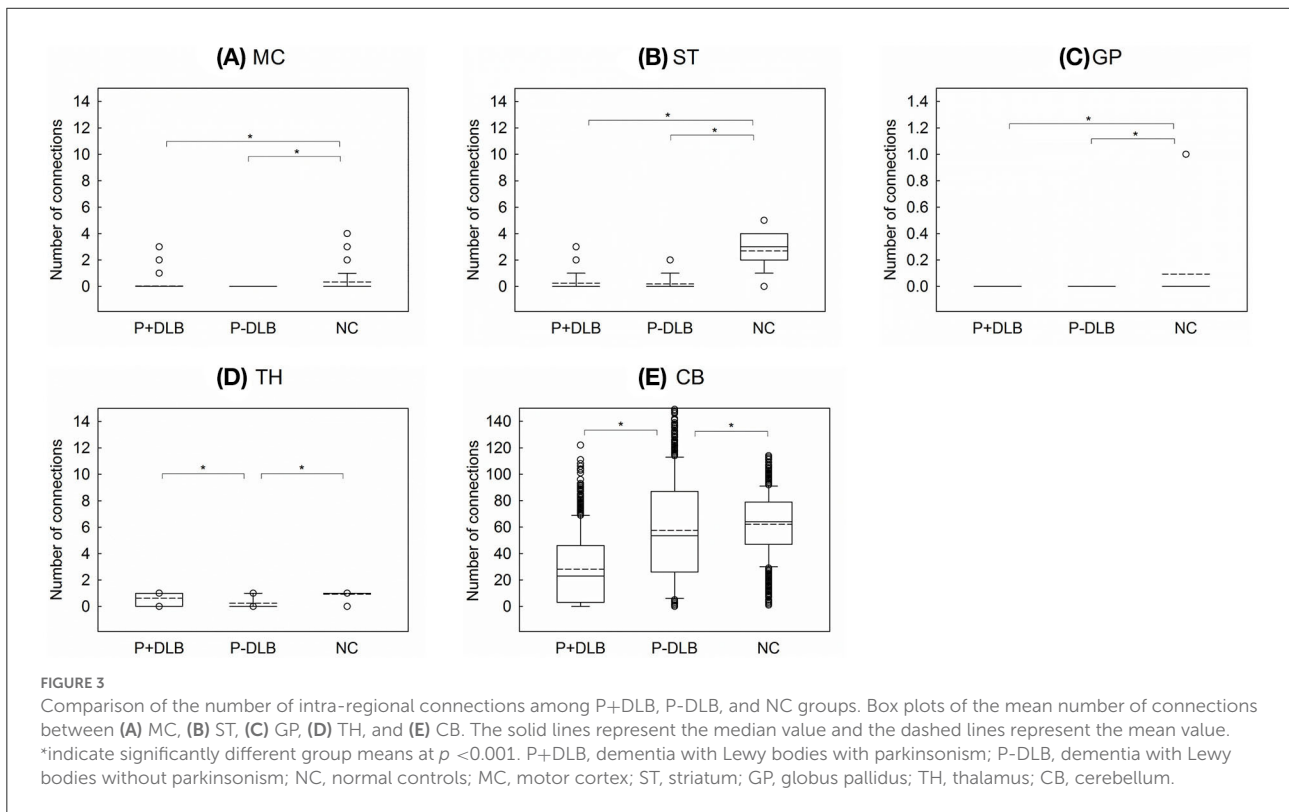 (A) MC
Number of connections
14
12
10
8
6
4
2
0
*
*
P+DLB P-DLB NC
(B) ST
Number of connections
14
12
10
8
6
4
2
0
*
*
P+DLB P-DLB NC
(C) GP
Number of connections
1.4
1.2
1.0
0.8
0.6
0.4
0.2
0.0
*
*
P+DLB P-DLB NC
(D) TH
Number of connections
14
12
10
8
6
4
2
0
* *
P+DLB P-DLB NC
(E) CB
Number of connections
140
120
100
80
60
40
20
0
* *
P+DLB P-DLB NC
FIGURE 3
Comparison of the number of intra-regional connections among P+DLB, P-DLB, and NC groups. Box plots of the mean number of connections
between (A) MC, (B) ST, (C) GP, (D) TH, and (E) CB. The solid lines represent the median value and the dashed lines represent the mean value.
*indicate significantly different group means at p <0.001. P+DLB, dementia with Lewy bodies with parkinsonism; P-DLB, dementia with Lewy
bodies without parkinsonism; NC, normal controls; MC, motor cortex; ST, striatum; GP, globus pallidus; TH, thalamus; CB, cerebellum.